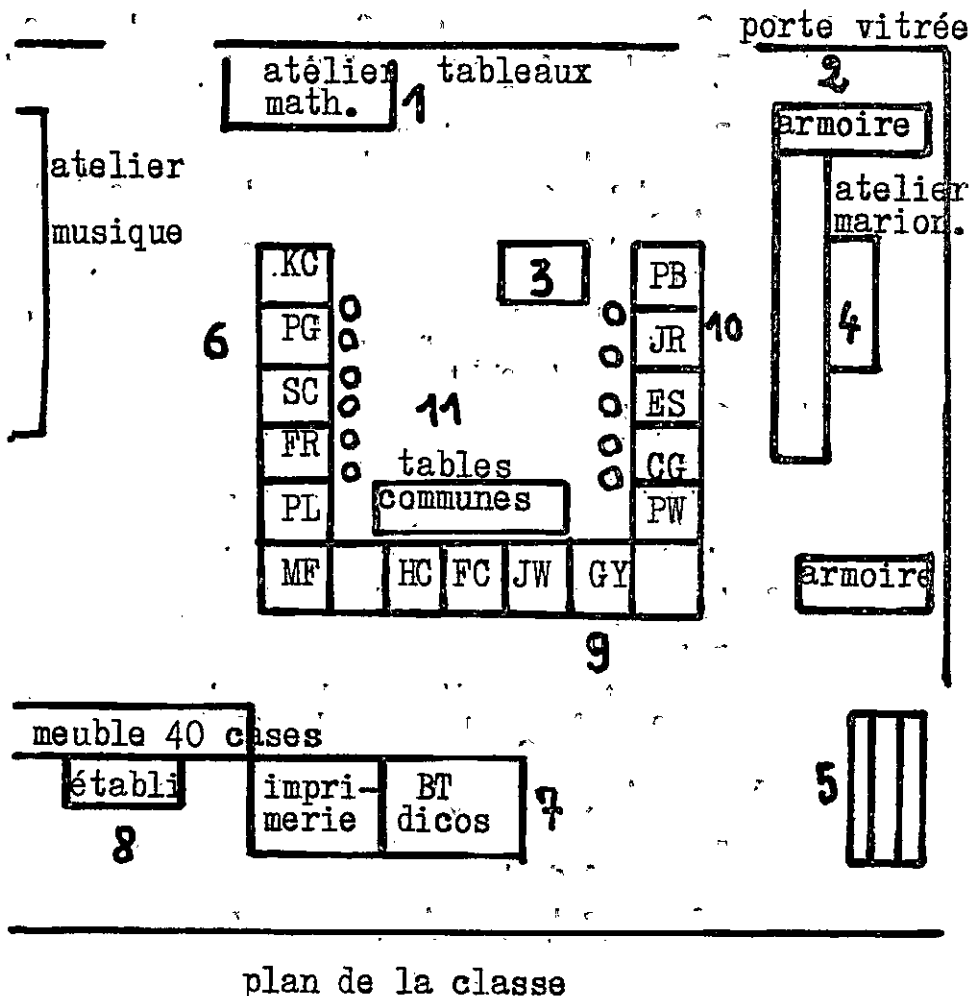 porte vitrée
2
atelier tableaux
math. 1
armoire
atelier
musique
atelier
marion.
KC
3
PB
6
PG
JR
10
4
SC
11
ES
FR
CG
tables
communes
PL
PW
MF
HC
FC
JW
GY
armoire
9
meuble 40 cases
établi
impri-
merie
BT
dicos
7
5
8
plan de la classe